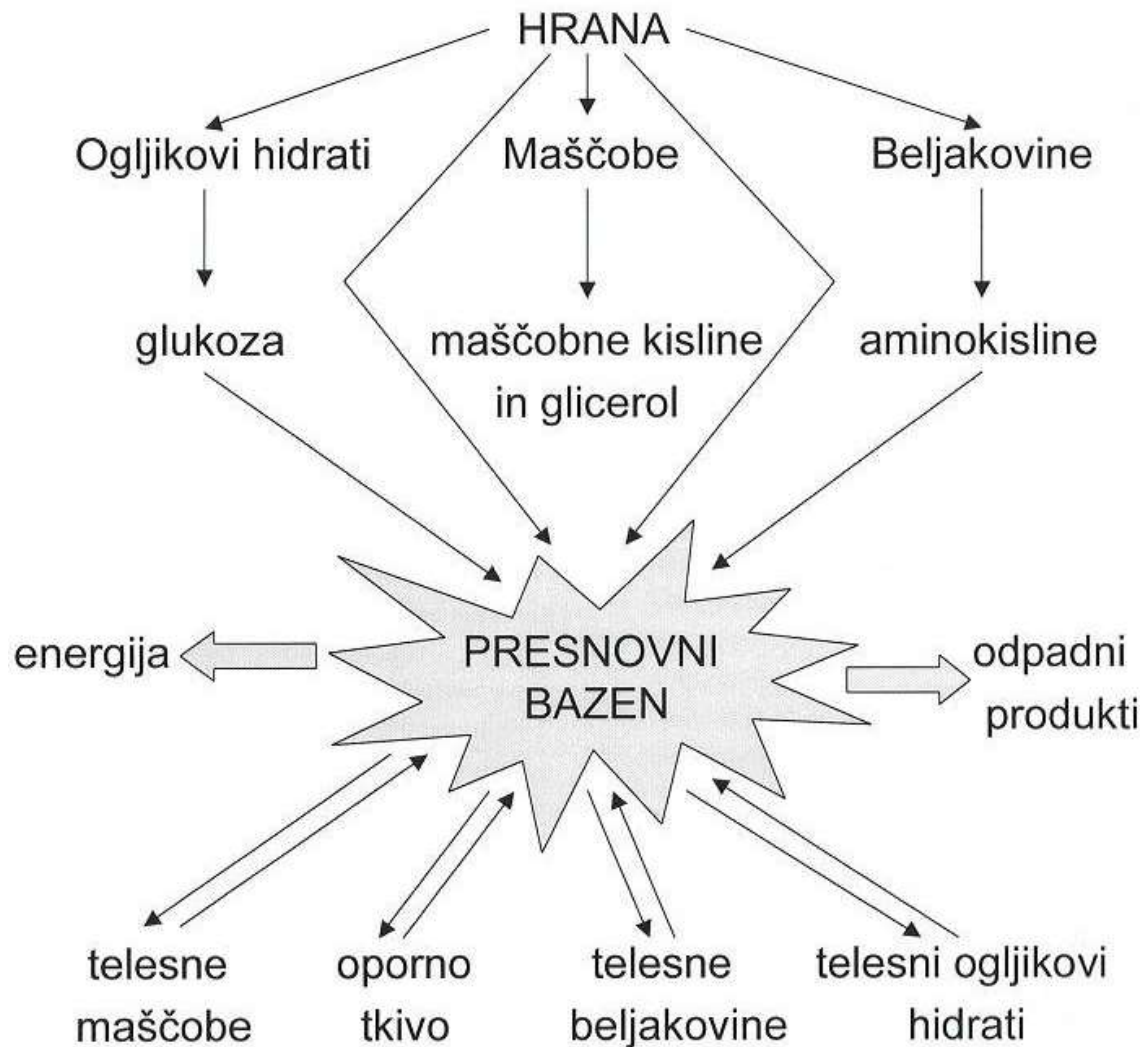 HRANA
Ogljikovi hidrati
Maščobe
Beljakovine
glukoza
maščobne kisline
in glicerol
aminokisline
energija
PRESNOVNI
BAZEN
odpadni
produkti
telesne
maščobe
oporno
tkivo
telesne
beljakovine
telesni ogljikovi
hidrati